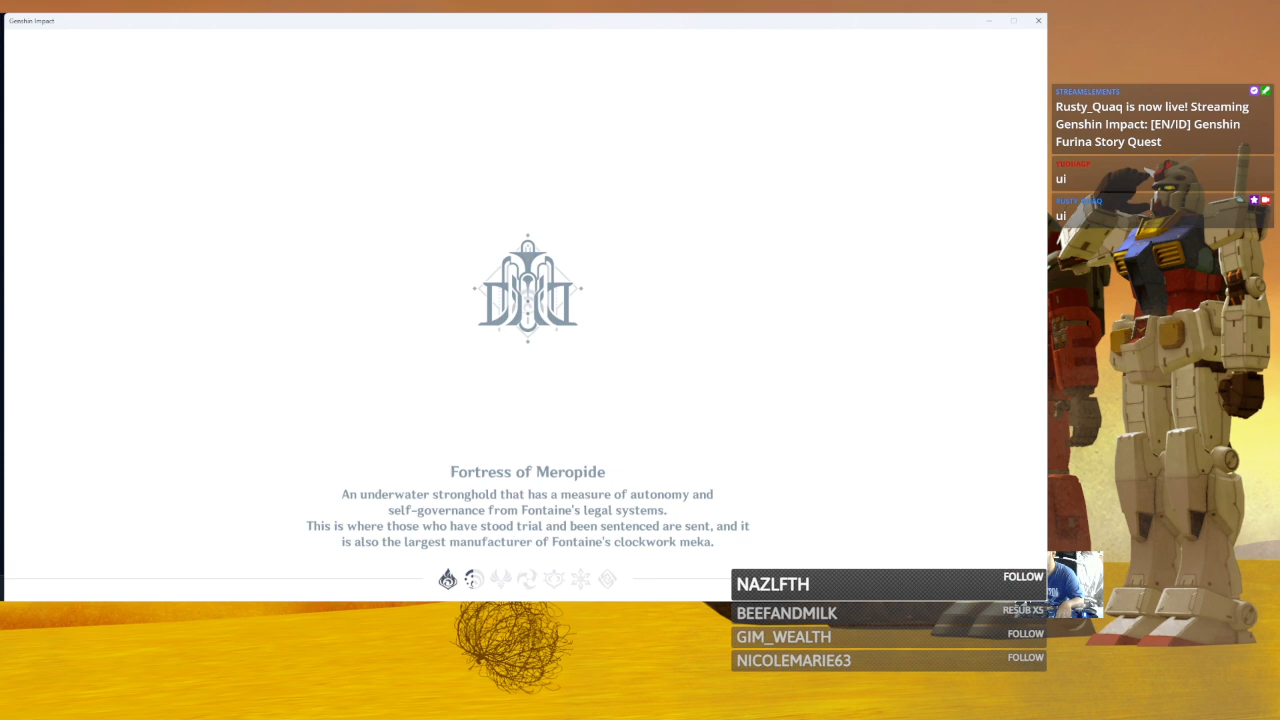 Genshin Impact
Fortress of Meropide
An underwater stronghold that has a measure of autonomy and
self-governance from Fontaine's legal systems.
This is where those who have stood trial and been sentenced are sent, and it
is also the largest manufacturer of Fontaine's clockwork meka.
STREAMELEMENTS
Rusty_Quaq is now live! Streaming
Genshin Impact: [EN/ID] Genshin
Furina Story Quest
ui
RUSTY_QUAQ
ui
NAZLFTH FOLLOW
BEEFANDMILK RESUB X5
GIM_WEALTH FOLLOW
NICOLEMARIE63 FOLLOW